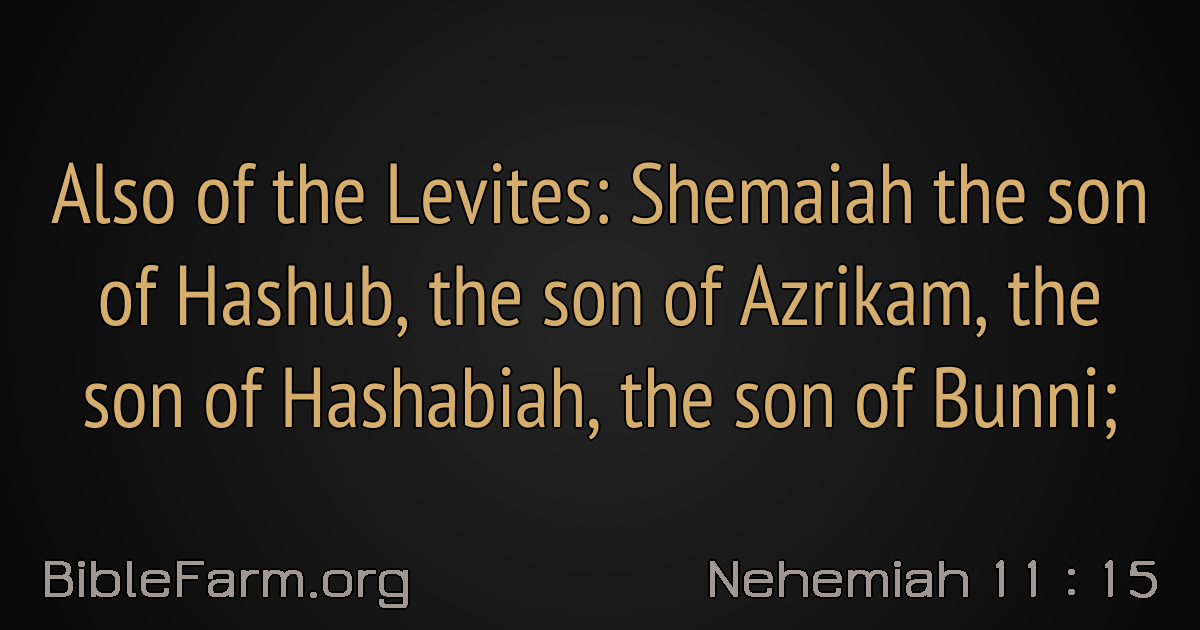 Also of the Levites: Shemaiah the son
of Hashub, the son of Azrikam, the
son of Hashabiah, the son of Bunni;
BibleFarm.org
Nehemiah 11 : 15